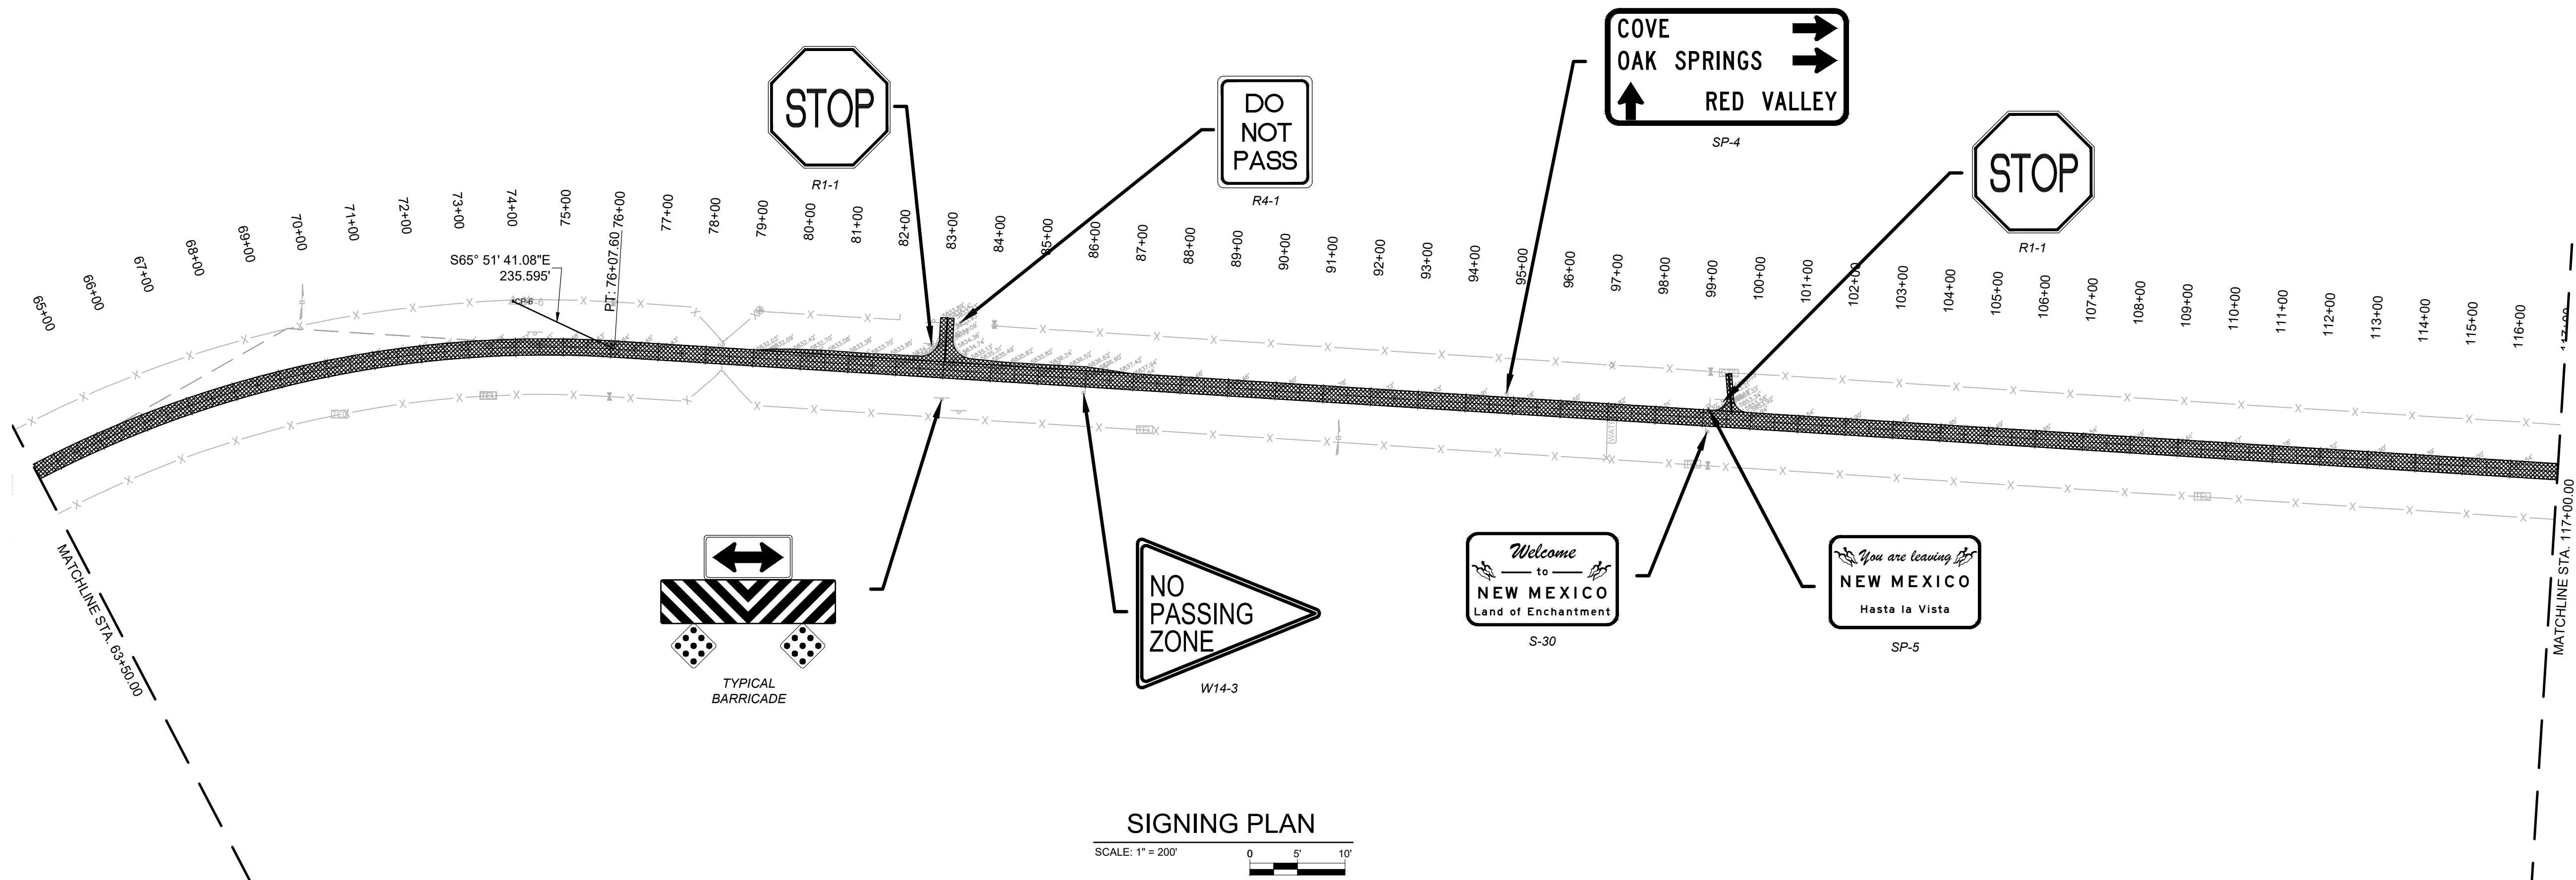 COVE
OAK SPRINGS
RED VALLEY
SP-4
STOP
R1-1
DO
NOT
PASS
R4-1
STOP
R1-1
65+00
66+00
67+00
68+00
69+00
70+00
71+00
72+00
73+00
74+00
75+00
76+00
77+00
78+00
79+00
80+00
81+00
82+00
83+00
84+00
85+00
86+00
87+00
88+00
89+00
90+00
91+00
92+00
93+00
94+00
95+00
96+00
97+00
98+00
99+00
100+00
101+00
102+00
103+00
104+00
105+00
106+00
107+00
108+00
109+00
110+00
111+00
112+00
113+00
114+00
115+00
116+00
117+00
S65° 51' 41.08"E
235.595'
PT: 76+07.60
MATCHLINE STA. 63+50.00
MATCHLINE STA. 117+00.00
TYPICAL
BARRICADE
NO
PASSING
ZONE
W14-3
Welcome
to
NEW MEXICO
Land of Enchantment
S-30
You are leaving
NEW MEXICO
Hasta la Vista
SP-5
SIGNING PLAN
SCALE: 1" = 200'
0 5' 10'